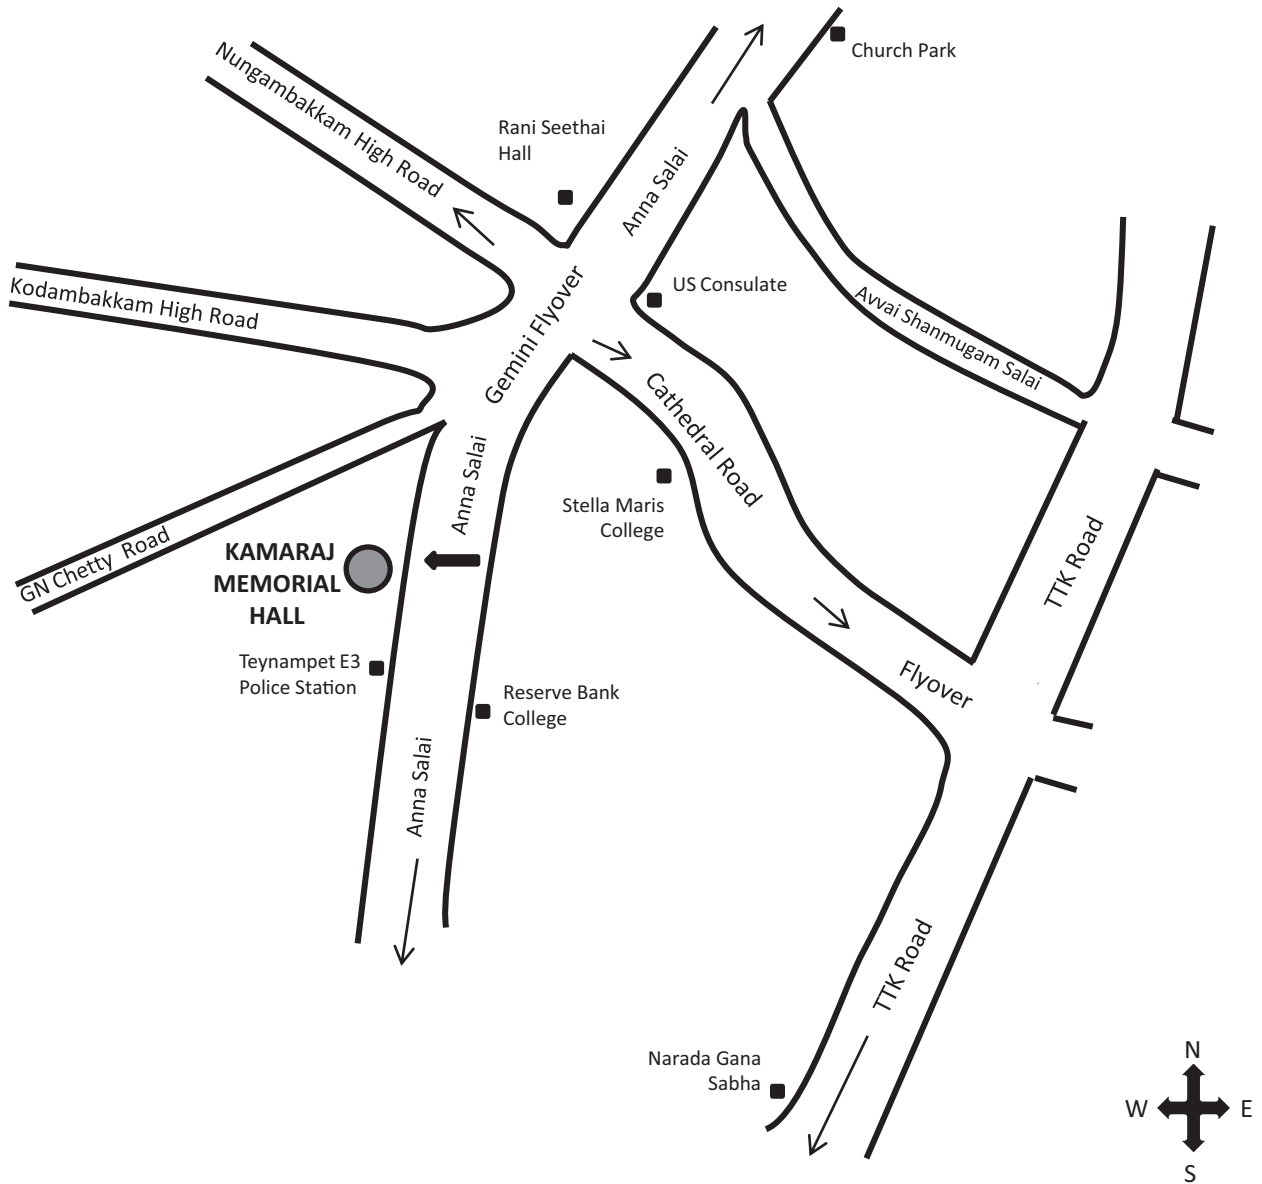 Church Park
Nungambakkam High Road
Rani Seethai
Hall
Anna Salai
US Consulate
Kodambakkam High Road
Gemini Flyover
Avvai Shanmugam Salai
Cathedral Road
Anna Salai
Stella Maris
College
GN Chetty Road
KAMARAJ
MEMORIAL
HALL
TTK Road
Teynampet E3
Police Station
Reserve Bank
College
Flyover
Anna Salai
TTK Road
Narada Gana
Sabha
N
W
E
S